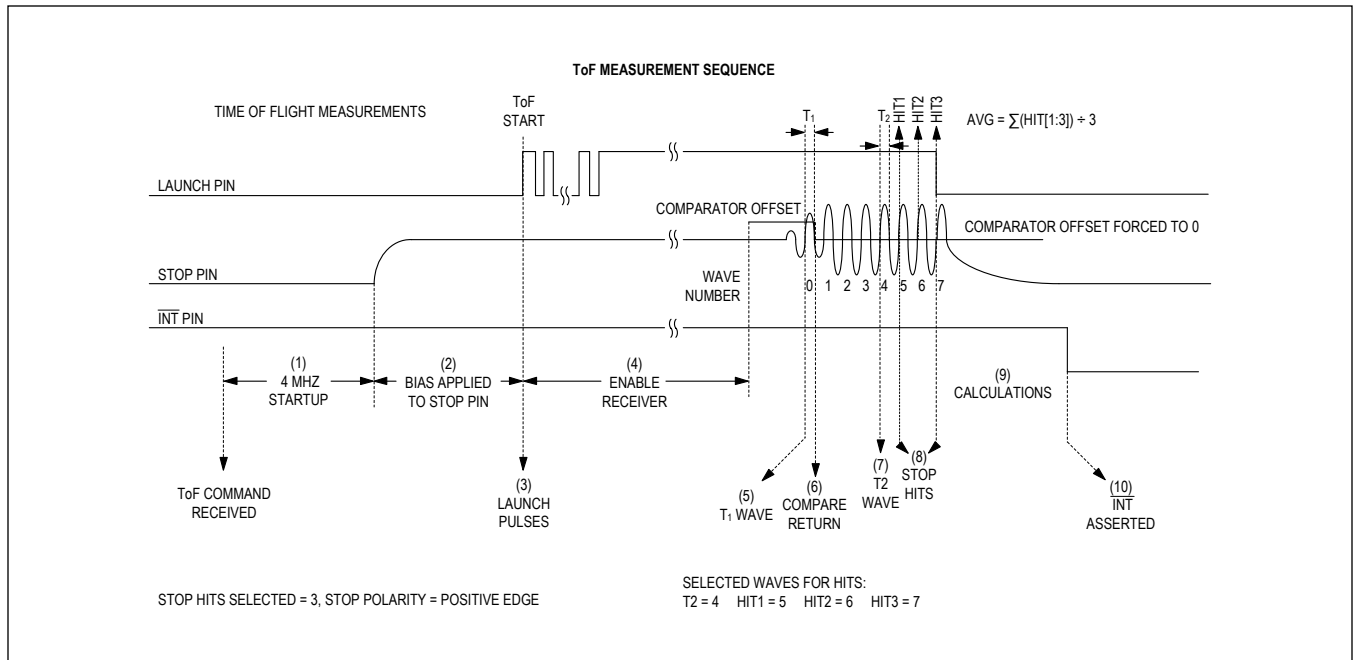 ToF MEASUREMENT SEQUENCE
TIME OF FLIGHT MEASUREMENTS
ToF
START
T1
T2
HIT1
HIT2
HIT3
AVG = ∑(HIT[1:3]) ÷ 3
LAUNCH PIN
COMPARATOR OFFSET
COMPARATOR OFFSET FORCED TO 0
STOP PIN
WAVE
NUMBER
0 1 2 3 4 5 6 7
INT PIN
(1)
4 MHZ
STARTUP
(2)
BIAS APPLIED
TO STOP PIN
(4)
ENABLE
RECEIVER
(9)
CALCULATIONS
ToF COMMAND
RECEIVED
(3)
LAUNCH
PULSES
(5)
T1 WAVE
(6)
COMPARE
RETURN
(7)
T2
WAVE
(8)
STOP
HITS
(10)
INT
ASSERTED
STOP HITS SELECTED = 3, STOP POLARITY = POSITIVE EDGE
SELECTED WAVES FOR HITS:
T2 = 4 HIT1 = 5 HIT2 = 6 HIT3 = 7